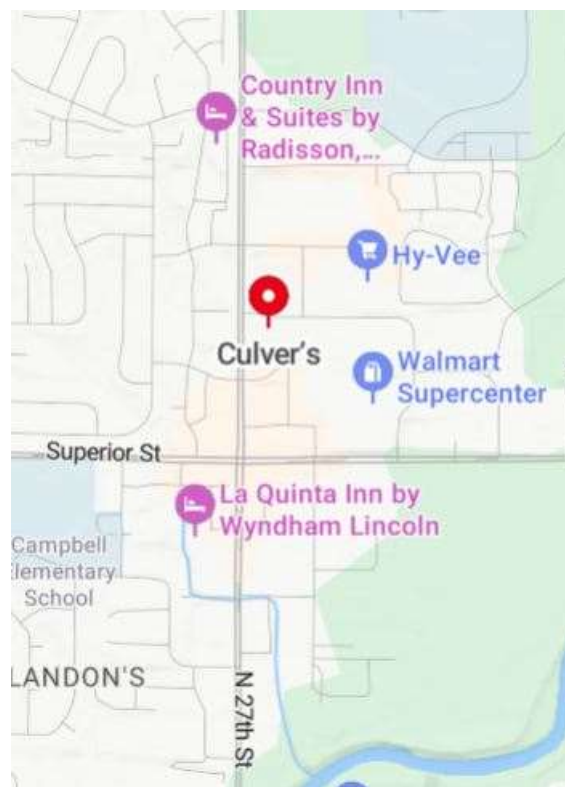 Country Inn
& Suites by
Radisson,...
Hy-Vee
Culver's
Walmart
Supercenter
Superior St
La Quinta Inn by
Wyndham Lincoln
Campbell
Elementary
School
LANDON'S
N 27th St